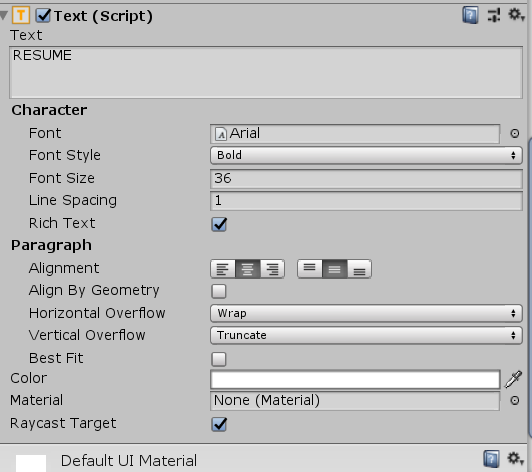 Text (Script)
Text
RESUME
Character
Font Arial
Font Style Bold
Font Size 36
Line Spacing 1
Rich Text
Paragraph
Alignment
Align By Geometry
Horizontal Overflow Wrap
Vertical Overflow Truncate
Best Fit
Color
Material None (Material)
Raycast Target
Default UI Material